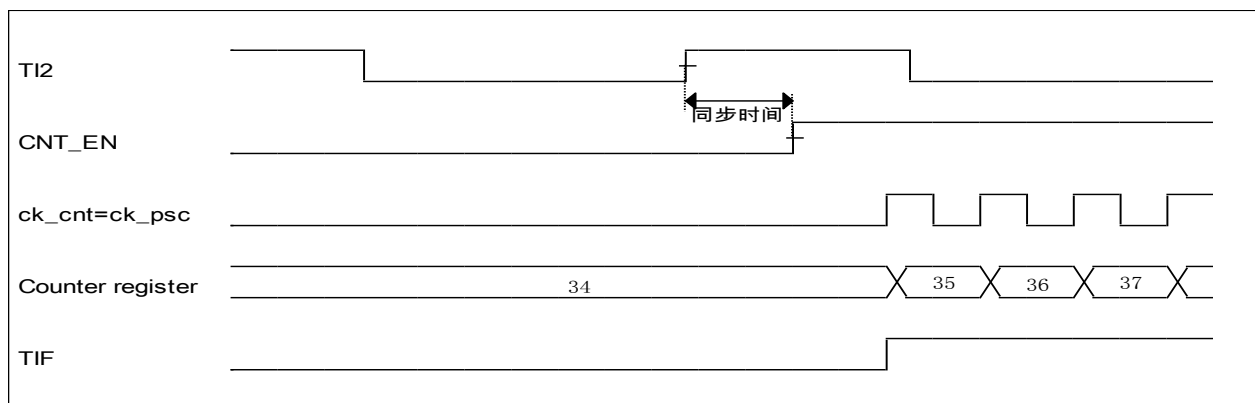 TI2
同步时间
CNT_EN
ck_cnt=ck_psc
Counter register
34
35
36
37
TIF